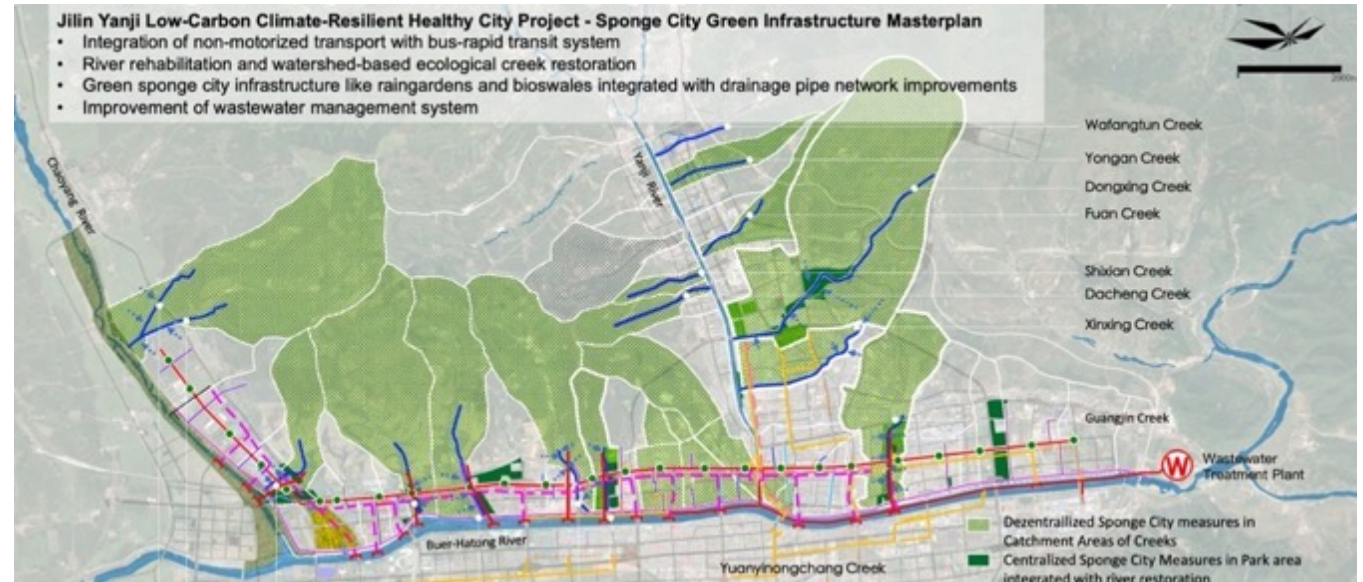 Jilin Yanji Low-Carbon Climate-Resilient Healthy City Project - Sponge City Green Infrastructure Masterplan
• Integration of non-motorized transport with bus-rapid transit system
• River rehabilitation and watershed-based ecological creek restoration
• Green sponge city infrastructure like raingardens and bioswales integrated with drainage pipe network improvements
• Improvement of wastewater management system
2000m
Chaoyang River
Yanji River
Wafangtun Creek
Yongan Creek
Dongxing Creek
Fuan Creek
Shixian Creek
Dacheng Creek
Xinxing Creek
Guangjin Creek
W
Wastewater
Treatment Plant
Buer-Hatong River
Yuanyinongchang Creek
Dezentrallized Sponge City measures in
Catchment Areas of Creeks
Centralized Sponge City Measures in Park area
integrated with river restoration